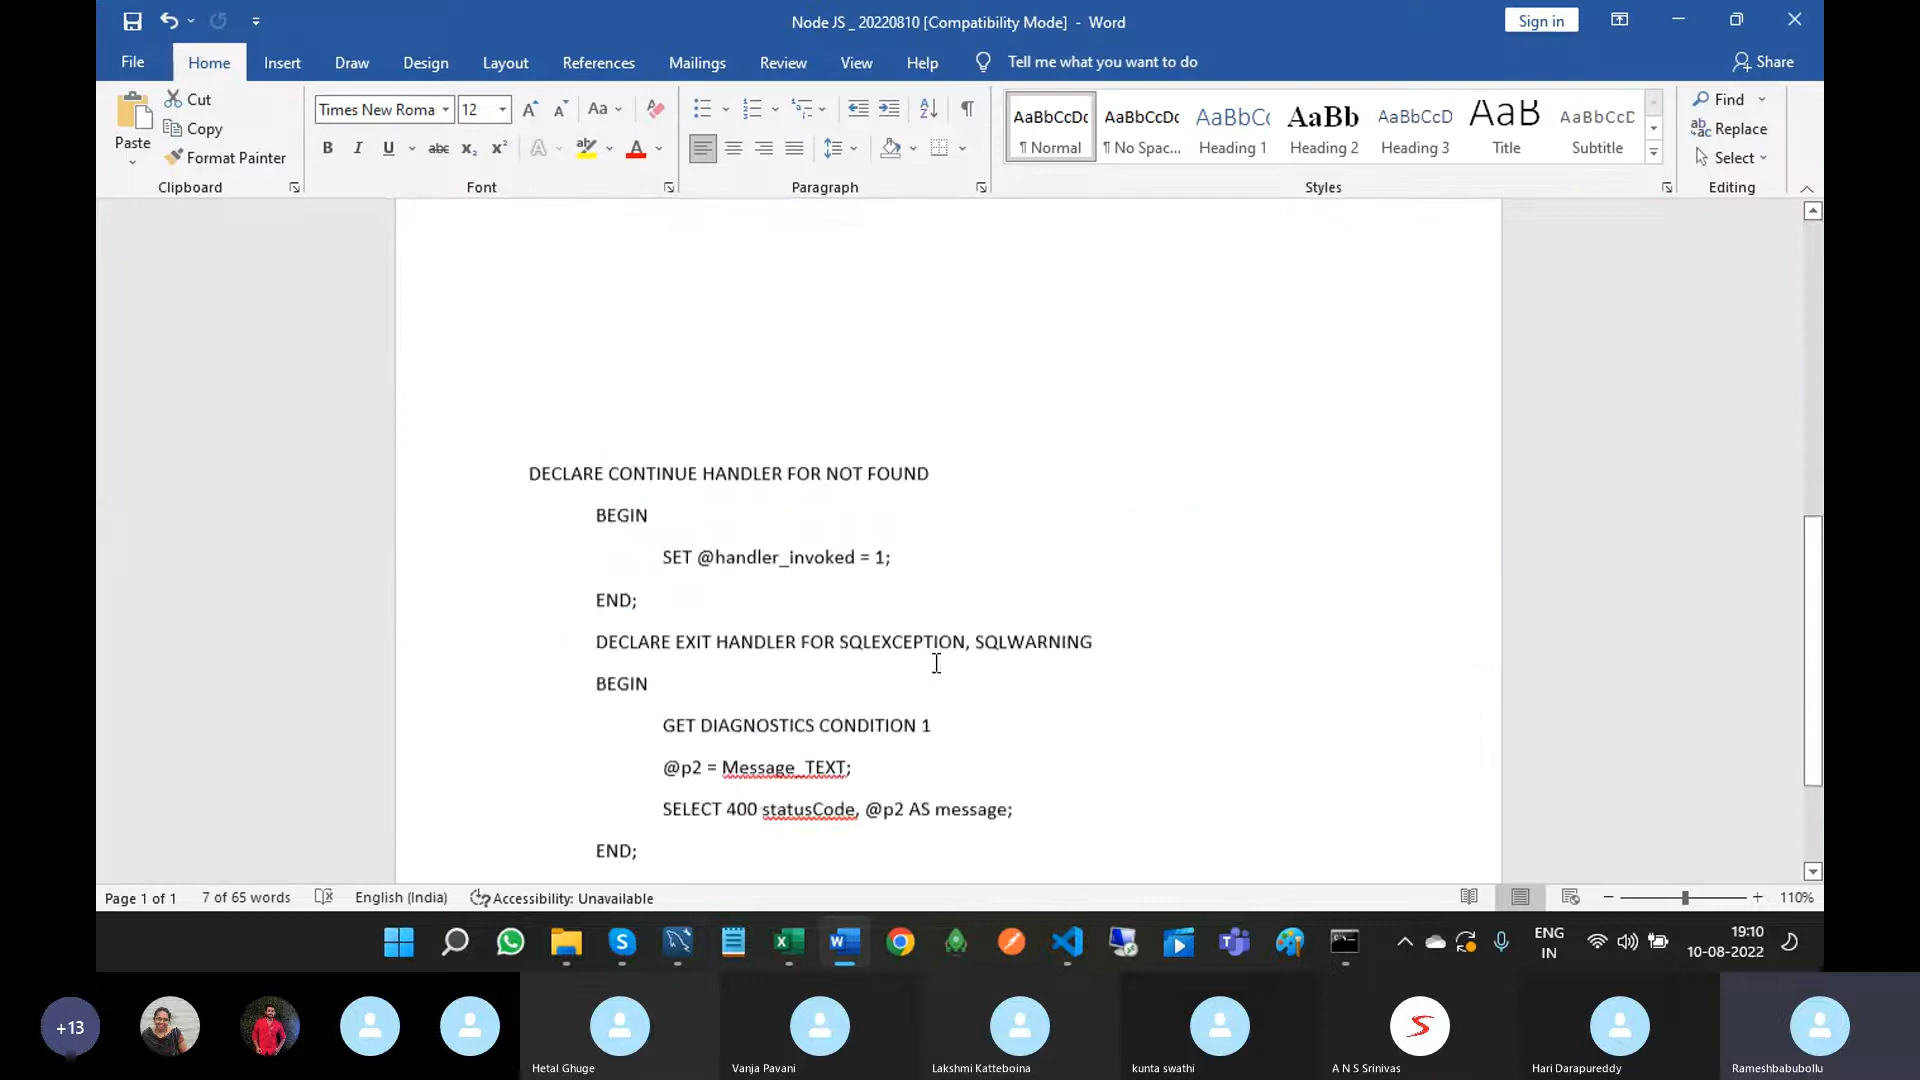 Node JS _ 20220810 [Compatibility Mode] - Word
Sign in
File Home Insert Draw Design Layout References Mailings Review View Help Tell me what you want to do Share
Paste
Cut
Copy
Format Painter
Clipboard
Times New Roma 12
Font
Paragraph
AaBbCcDc AaBbCcDc AaBbC AaBb AaBbCcD AaB AaBbCcD
¶ Normal ¶ No Spac... Heading 1 Heading 2 Heading 3 Title Subtitle
Styles
Find
Replace
Select
Editing
DECLARE CONTINUE HANDLER FOR NOT FOUND
BEGIN
SET @handler_invoked = 1;
END;
DECLARE EXIT HANDLER FOR SQLEXCEPTION, SQLWARNING
BEGIN
GET DIAGNOSTICS CONDITION 1
@p2 = Message_TEXT;
SELECT 400 statusCode, @p2 AS message;
END;
Page 1 of 1 7 of 65 words English (India) Accessibility: Unavailable 110%
ENG
IN
19:10
10-08-2022
+13
Hetal Ghuge
Vanja Pavani
Lakshmi Katteboina
kunta swathi
A N S Srinivas
Hari Darapureddy
Rameshbabubollu